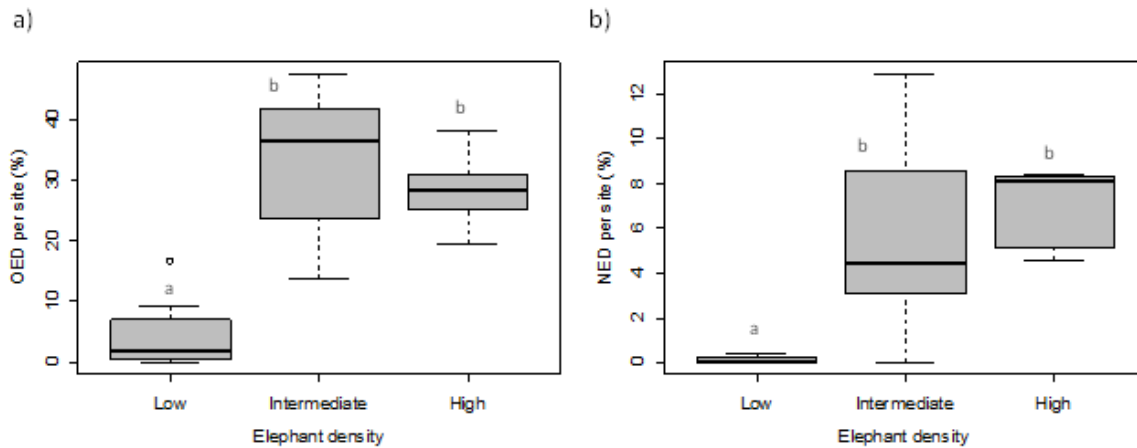 a)
OED per site (%)
0
10
20
30
40
a
b
b
Low
Intermediate
High
Elephant density
b)
NED per site (%)
0
2
4
6
8
10
12
a
b
b
Low
Intermediate
High
Elephant density